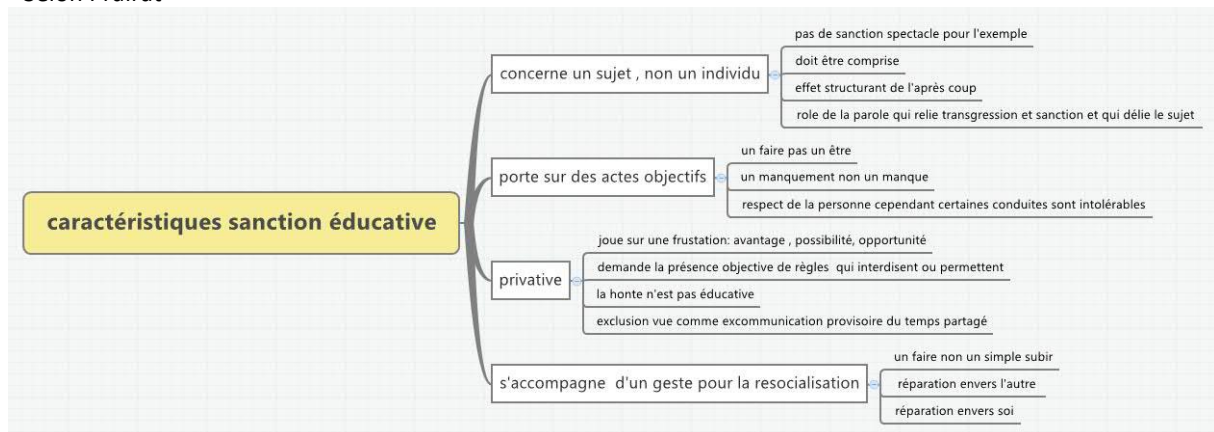 caractéristiques sanction éducative
concerne un sujet , non un individu
pas de sanction spectacle pour l'exemple
doit être comprise
effet structurant de l'après coup
role de la parole qui relie transgression et sanction et qui délie le sujet
porte sur des actes objectifs
un faire pas un être
un manquement non un manque
respect de la personne cependant certaines conduites sont intolérables
privative
joue sur une frustation: avantage , possibilité, opportunité
demande la présence objective de règles qui interdisent ou permettent
la honte n'est pas éducative
exclusion vue comme excommunication provisoire du temps partagé
s'accompagne d'un geste pour la resocialisation
un faire non un simple subir
réparation envers l'autre
réparation envers soi